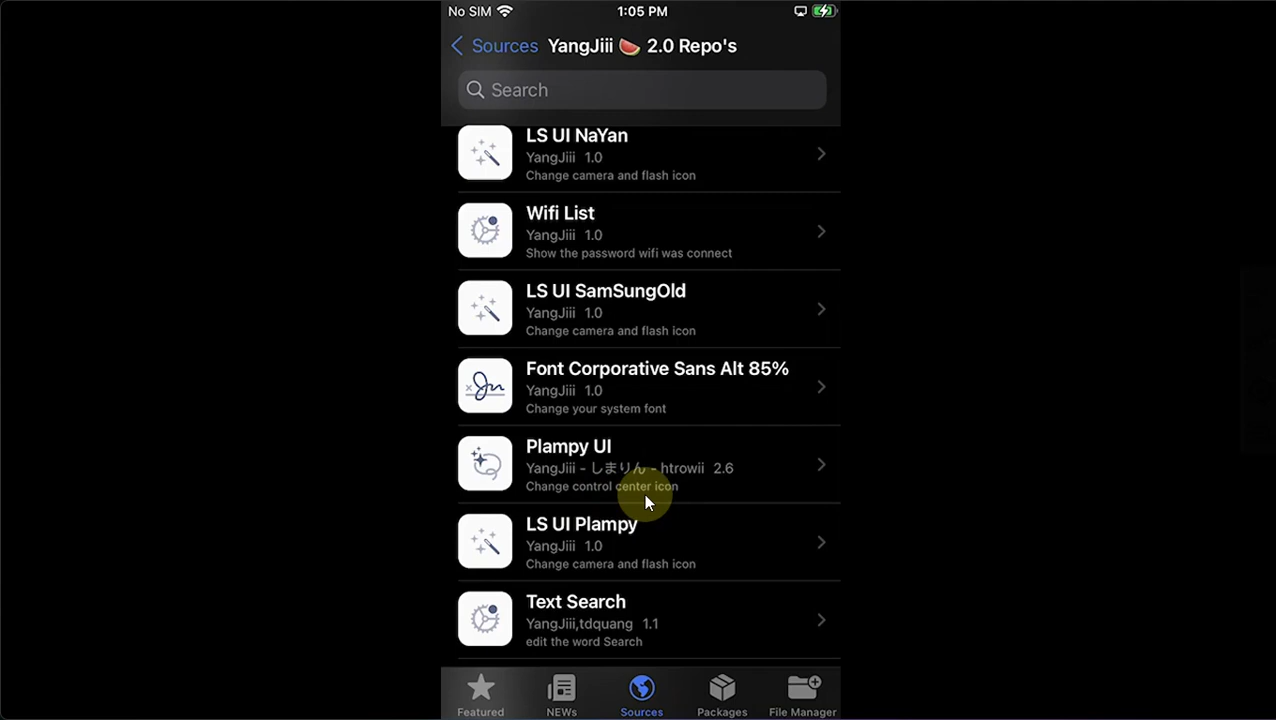 No SIM 1:05 PM
Sources YangJiii 🍉 2.0 Repo's
Search
LS UI NaYan
YangJiii 1.0
Change camera and flash icon
Wifi List
YangJiii 1.0
Show the password wifi was connect
LS UI SamSungOld
YangJiii 1.0
Change camera and flash icon
Font Corporative Sans Alt 85%
YangJiii 1.0
Change your system font
Plampy UI
YangJiii - しまりん - htrowii 2.6
Change control center icon
LS UI Plampy
YangJiii 1.0
Change camera and flash icon
Text Search
YangJiii,tdquang 1.1
edit the word Search
Featured NEWs Sources Packages File Manager